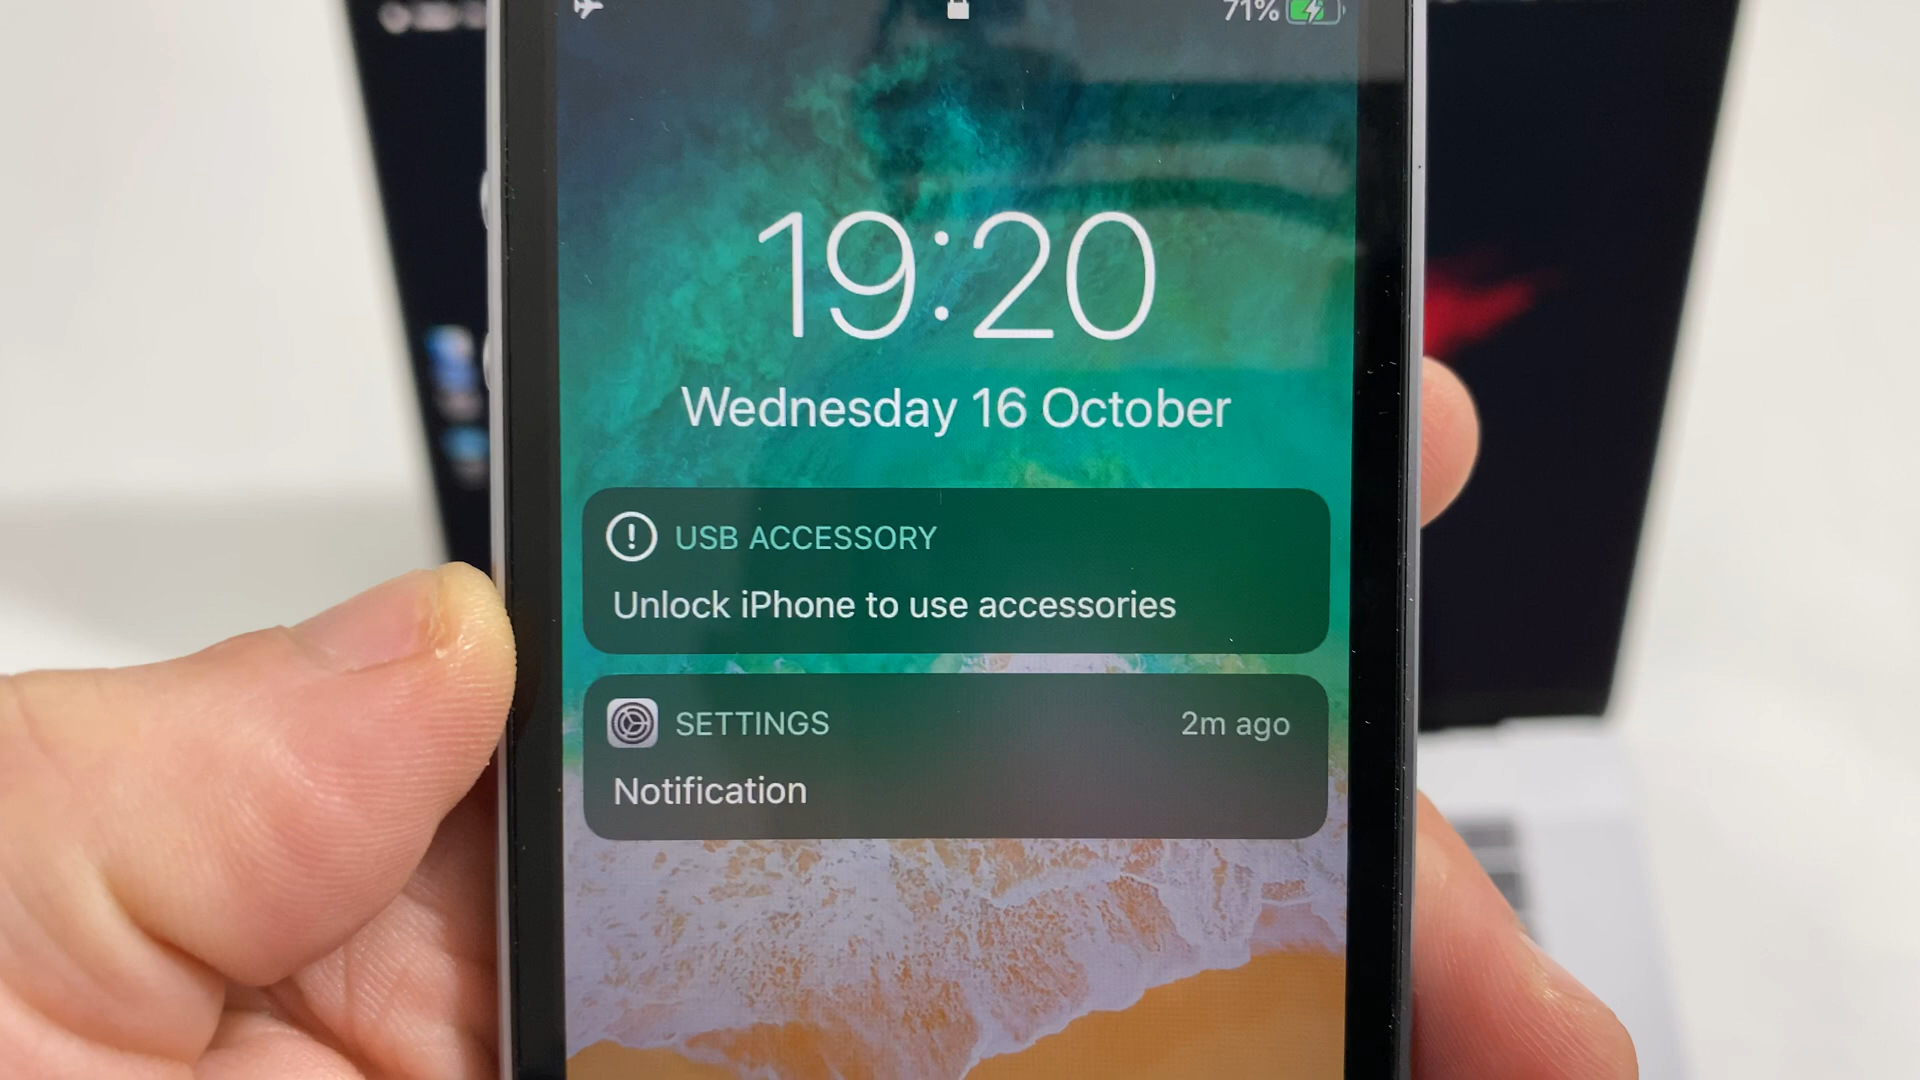 71%
19:20
Wednesday 16 October
USB ACCESSORY
Unlock iPhone to use accessories
SETTINGS
2m ago
Notification